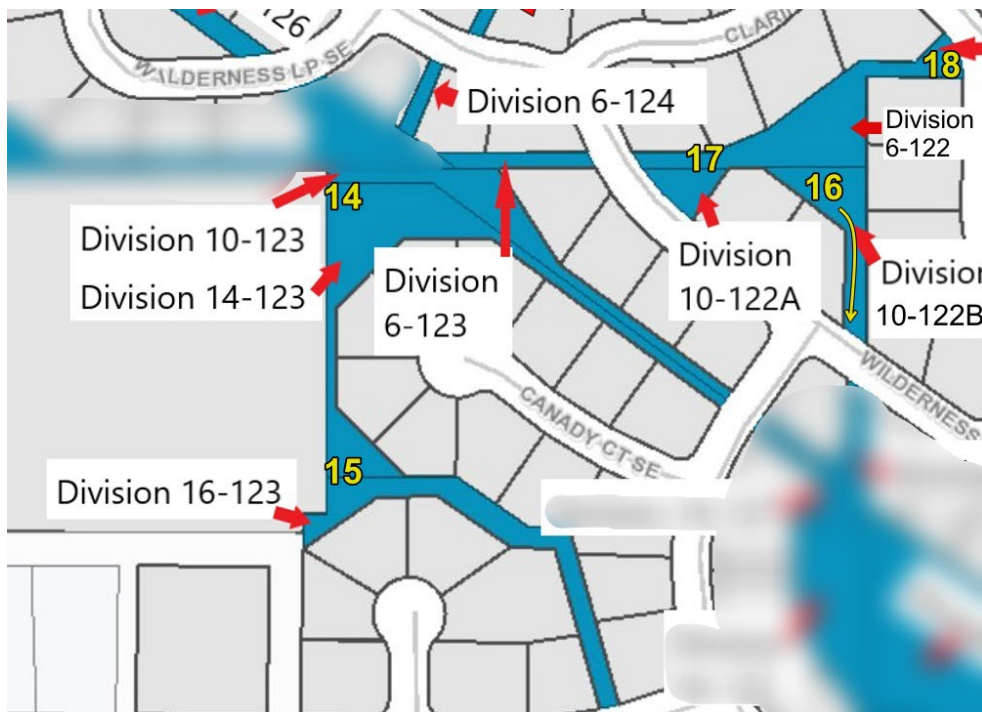 126
WILDERNESS LP SE
CLARI
18
Division 6-124
Division
6-122
17
14
16
Division 10-123
Division 14-123
Division
6-123
Division
10-122A
Division
10-122B
WILDERNESS
CANADY CT SE
15
Division 16-123